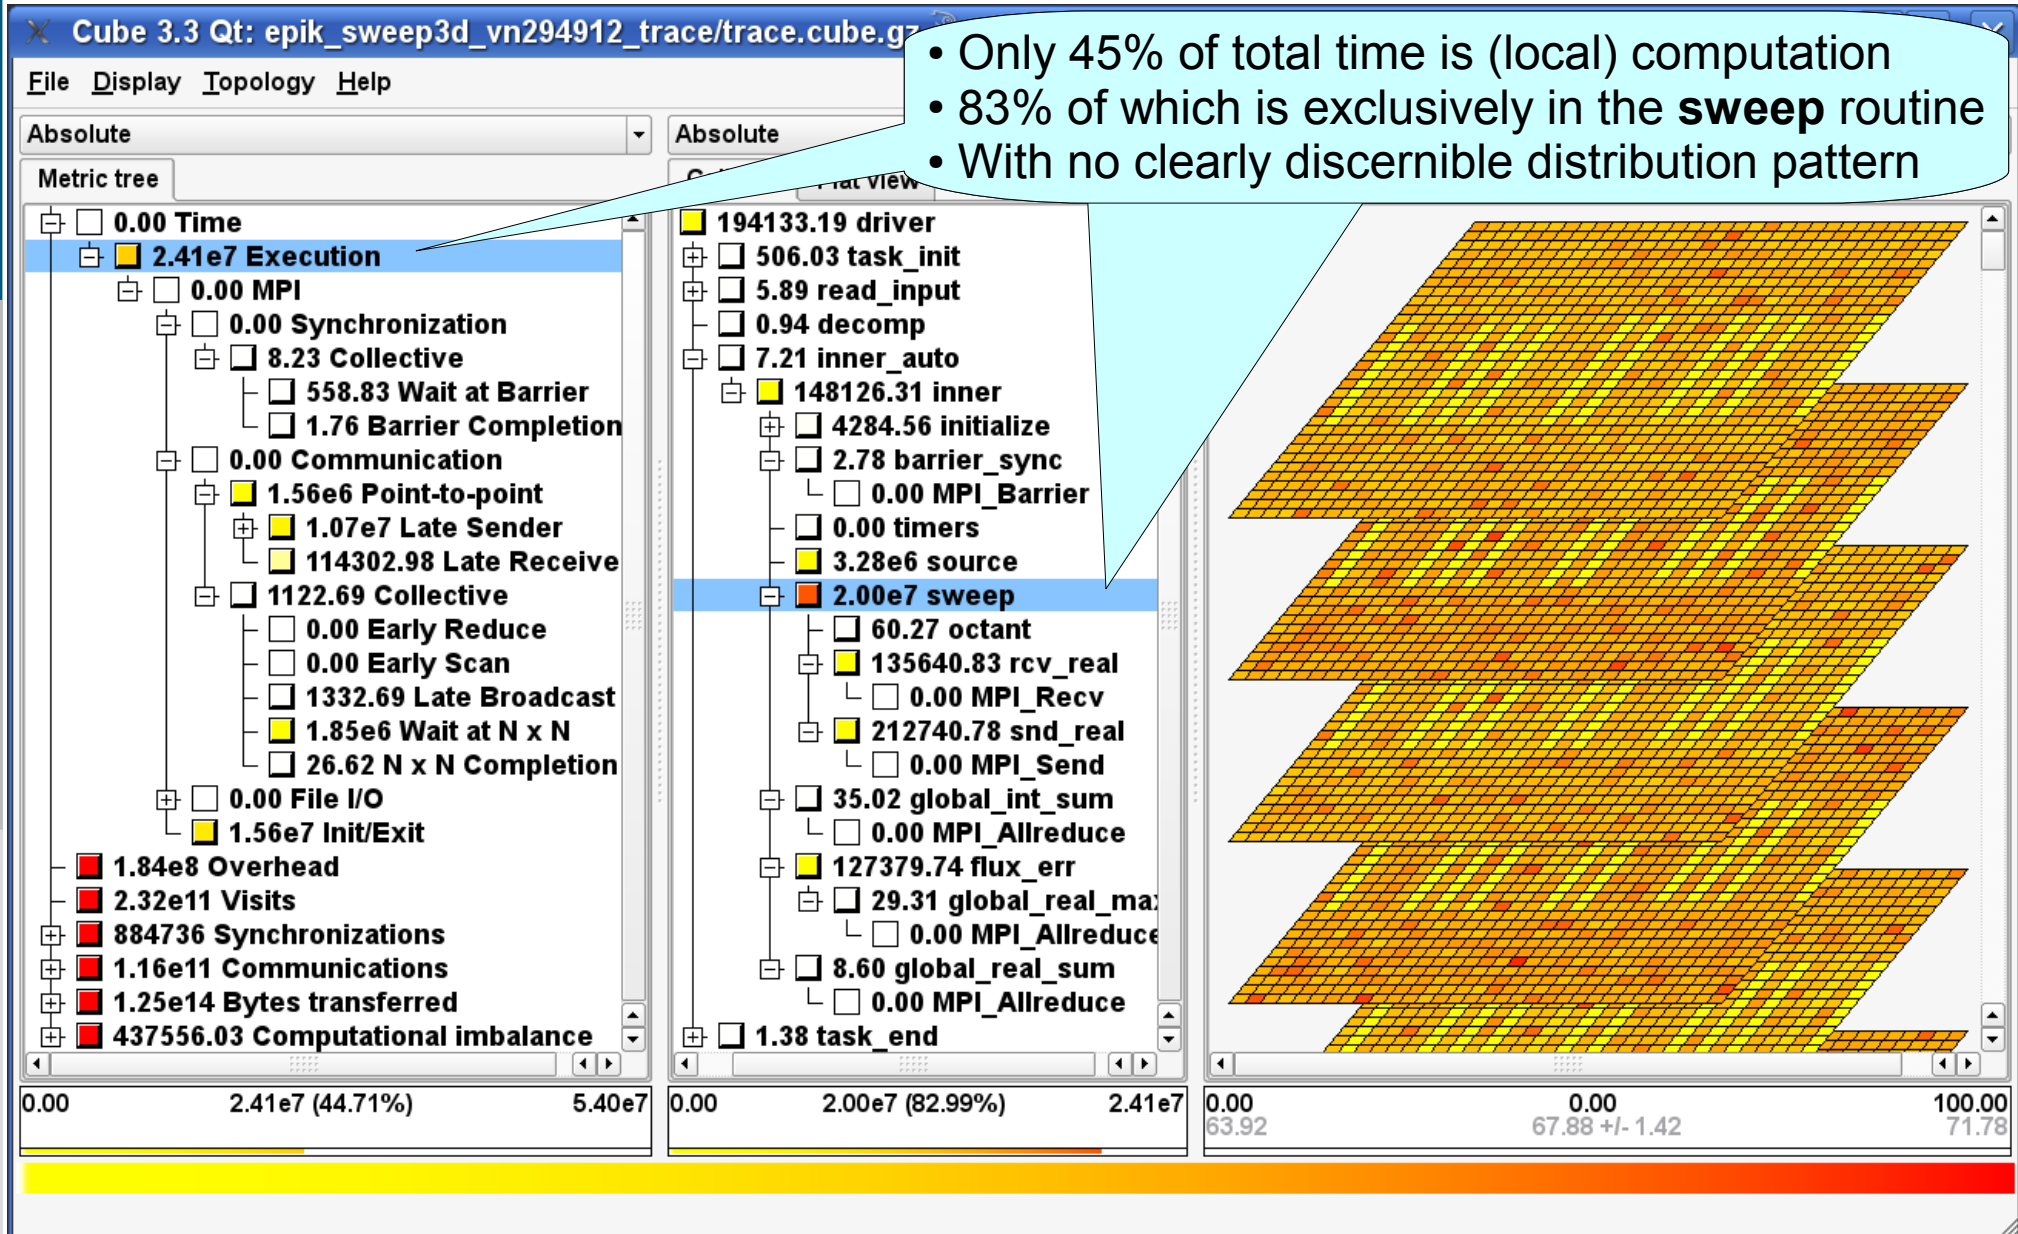 Cube 3.3 Qt: epik_sweep3d_vn294912_trace/trace.cube.gz
• Only 45% of total time is (local) computation
• 83% of which is exclusively in the sweep routine
• With no clearly discernible distribution pattern
File Display Topology Help
Absolute
Metric tree
0.00 Time
2.41e7 Execution
0.00 MPI
0.00 Synchronization
8.23 Collective
558.83 Wait at Barrier
1.76 Barrier Completion
0.00 Communication
1.56e6 Point-to-point
1.07e7 Late Sender
114302.98 Late Receive
1122.69 Collective
0.00 Early Reduce
0.00 Early Scan
1332.69 Late Broadcast
1.85e6 Wait at N x N
26.62 N x N Completion
0.00 File I/O
1.56e7 Init/Exit
1.84e8 Overhead
2.32e11 Visits
884736 Synchronizations
1.16e11 Communications
1.25e14 Bytes transferred
437556.03 Computational imbalance
0.00 2.41e7 (44.71%) 5.40e7
Absolute
view
194133.19 driver
506.03 task_init
5.89 read_input
0.94 decomp
7.21 inner_auto
148126.31 inner
4284.56 initialize
2.78 barrier_sync
0.00 MPI_Barrier
0.00 timers
3.28e6 source
2.00e7 sweep
60.27 octant
135640.83 rcv_real
0.00 MPI_Recv
212740.78 snd_real
0.00 MPI_Send
35.02 global_int_sum
0.00 MPI_Allreduce
127379.74 flux_err
29.31 global_real_ma
0.00 MPI_Allreduce
8.60 global_real_sum
0.00 MPI_Allreduce
1.38 task_end
0.00 2.00e7 (82.99%) 2.41e7
0.00 0.00 100.00
63.92 67.88 +/- 1.42 71.78